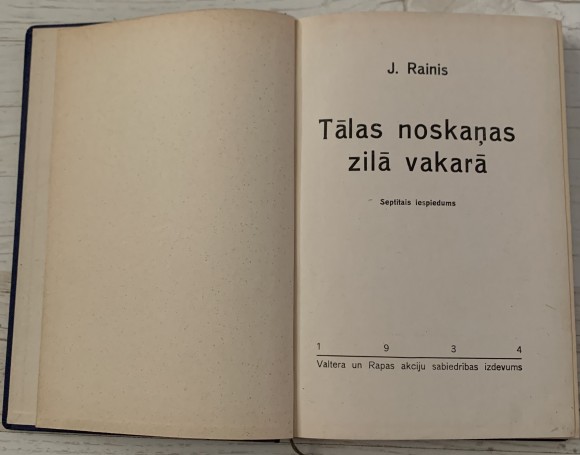 J. Rainis
Tālas noskaņas
zilā vakarā
Septītais iespiedums
1 9 3 4
Valtera un Rapas akciju sabiedrības izdevums